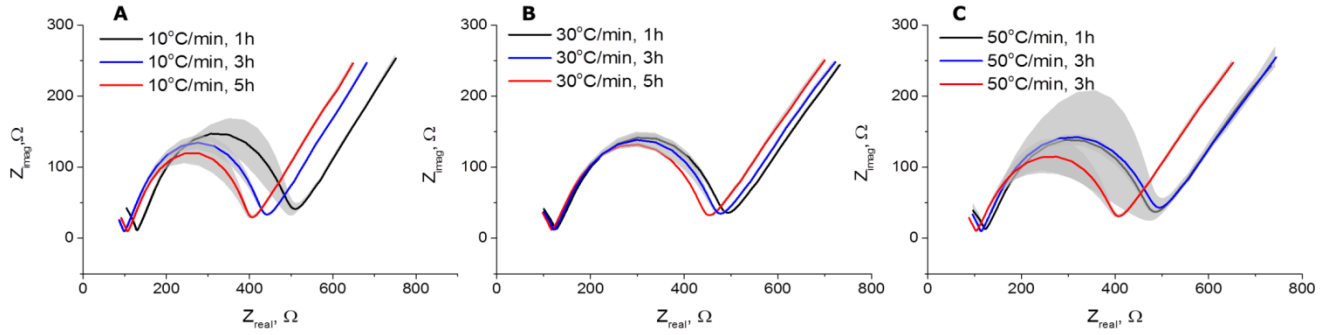 A
300
200
100
0
Z_imag, Ω
10°C/min, 1h
10°C/min, 3h
10°C/min, 5h
0 200 400 600 800
Z_real, Ω
B
300
200
100
0
Z_imag, Ω
30°C/min, 1h
30°C/min, 3h
30°C/min, 5h
0 200 400 600 800
Z_real, Ω
C
300
200
100
0
Z_imag, Ω
50°C/min, 1h
50°C/min, 3h
50°C/min, 3h
0 200 400 600 800
Z_real, Ω